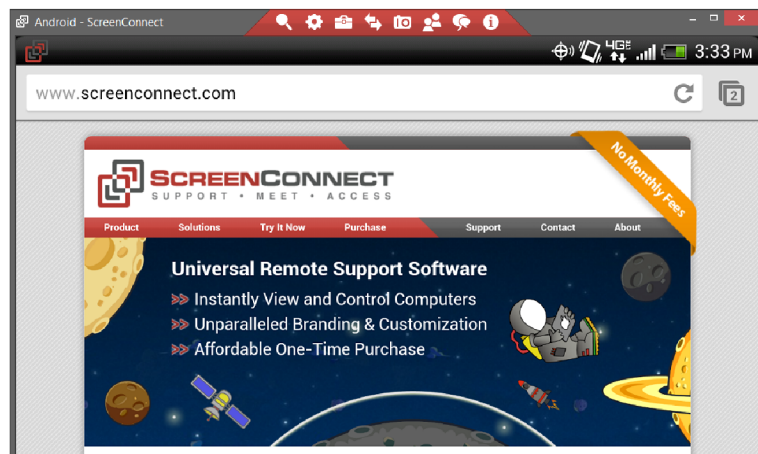 Android - ScreenConnect
4GE 3:33 PM
www.screenconnect.com
2
No Monthly Fees
SCREENCONNECT
SUPPORT • MEET • ACCESS
Product Solutions Try It Now Purchase Support Contact About
Universal Remote Support Software
Instantly View and Control Computers
Unparalleled Branding & Customization
Affordable One-Time Purchase